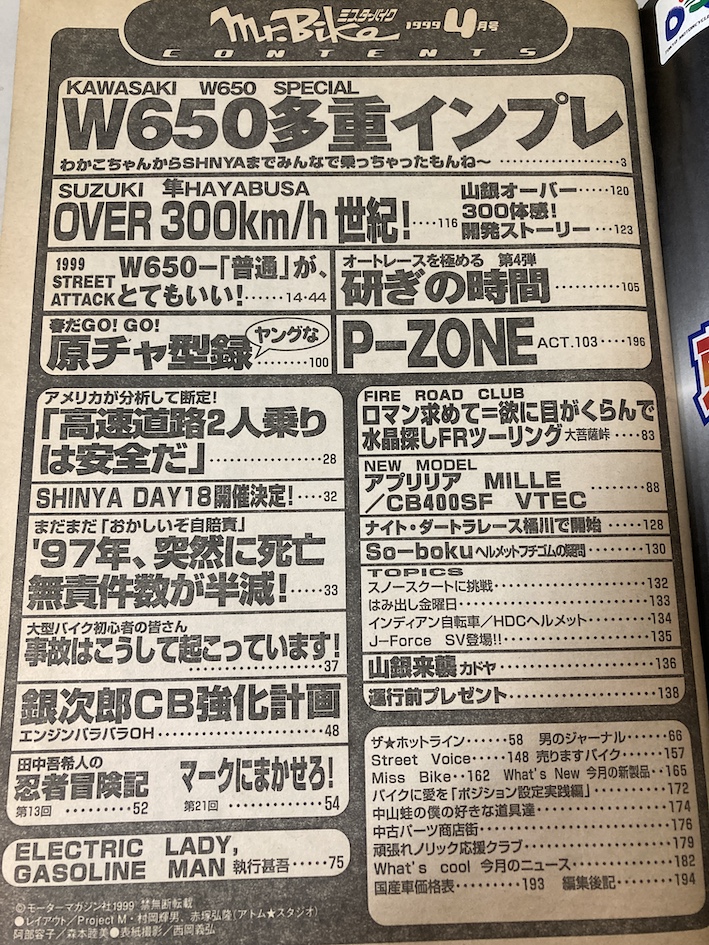 Mr.Bike ミスターバイク 1999 4月号
CONTENTS
KAWASAKI W650 SPECIAL
W650多重インプレ
わかこちゃんからSHNYAまでみんなで乗っちゃったもんね〜 ……3
SUZUKI 隼HAYABUSA
OVER 300km/h 世紀! ……116
山銀オーバー……120
300体感!
開発ストーリー……123
1999
STREET
ATTACK
W650−「普通」が、
とてもいい!……14・44
オートレースを極める 第4弾
研ぎの時間 ……105
春だGO! GO!
原チャ型録
ヤングな
……100
P−ZONE ACT.103……196
アメリカが分析して断定!
「高速道路2人乗り
は安全だ」……28
SHINYA DAY18開催決定!……32
まだまだ「おかしいぞ自賠責」
'97年、突然に死亡
無責件数が半減!……33
大型バイク初心者の皆さん
事故はこうして起こっています!
……37
銀次郎CB強化計画
エンジンバラバラOH……48
田中吾希人の
忍者冒険記
第13回……52
マークにまかせろ!
第21回……54
ELECTRIC LADY,
GASOLINE MAN 執行甚吾……75
FIRE ROAD CLUB
ロマン求めて=欲に目がくらんで
水晶探しFRツーリング 大菩薩峠……83
NEW MODEL
アプリリア MILLE
/CB400SF VTEC ……88
ナイト・ダートラレース桶川で開始……128
So−boku ヘルメットフチゴムの疑問……130
TOPICS
スノースクートに挑戦……132
はみ出し金曜日……133
インディアン自転車/HDCヘルメット……134
J−Force SV登場!!……135
山銀来襲 カドヤ……136
運行前プレゼント……138
ザ★ホットライン……58 男のジャーナル……66
Street Voice……148 売りますバイク……157
Miss Bike…162 What's New 今月の新製品…165
バイクに愛を「ポジション設定実践編」……172
中山蛙の僕の好きな道具達……174
中古パーツ商店街……176
頑張れノリック応援クラブ……179
What's cool 今月のニュース……182
国産車価格表……193 編集後記……194
©モーターマガジン社1999 禁無断転載
●レイアウト/Project M・村岡輝男、赤塚弘隆(アトム★スタジオ)
阿部容子/森本睦美●表紙撮影/西岡義弘